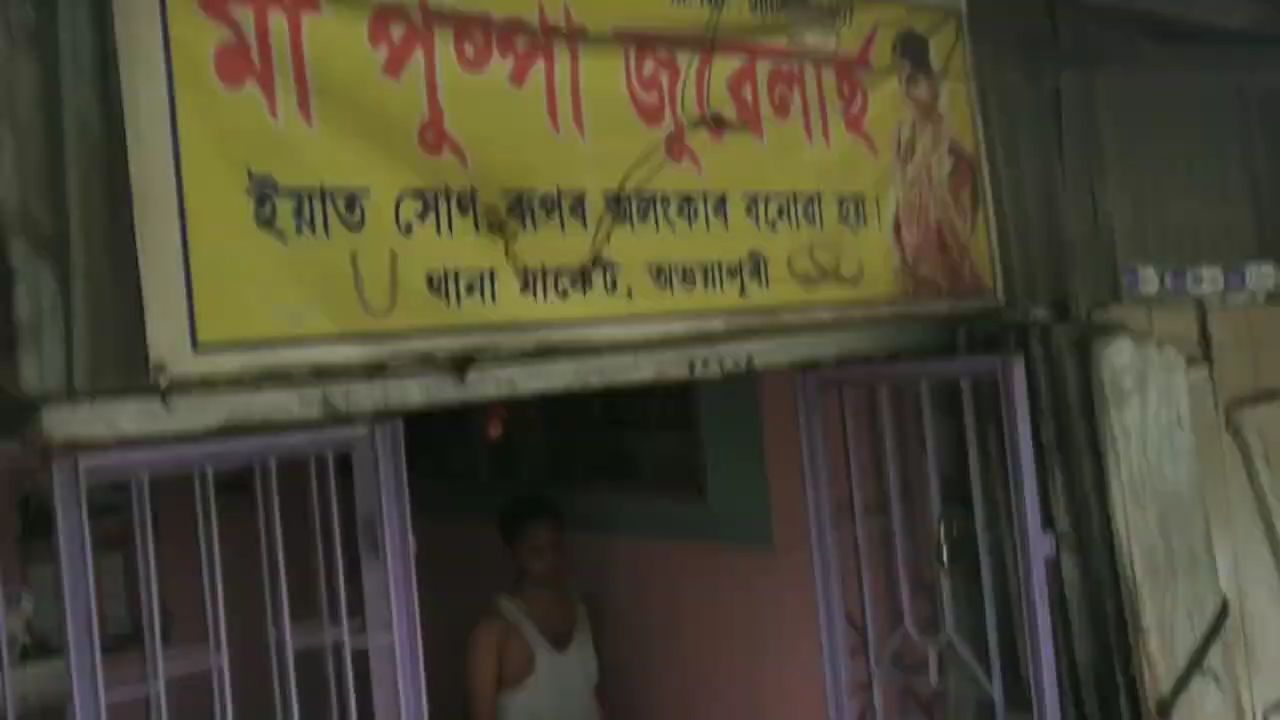 মা পুষ্পা জুৱেলার্ছ
ইয়াত সোণ ৰূপৰ অলংকাৰ বনোৱা হয়।
থানা মাৰ্কেট, অভয়াপুৰী